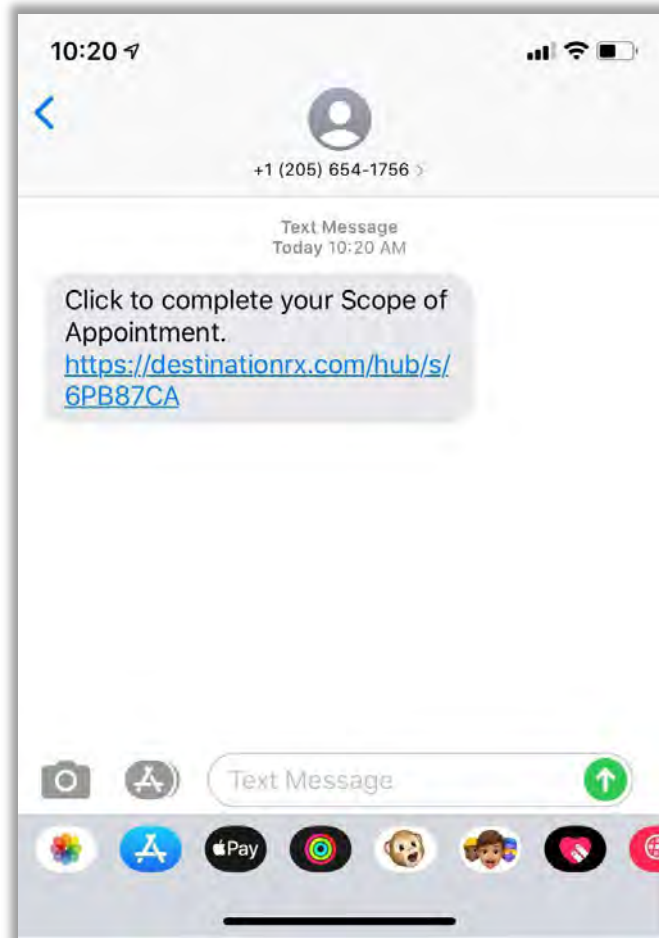 10:20
+1 (205) 654-1756
Text Message
Today 10:20 AM
Click to complete your Scope of
Appointment.
https://destinationrx.com/hub/s/
6PB87CA
Text Message
Pay